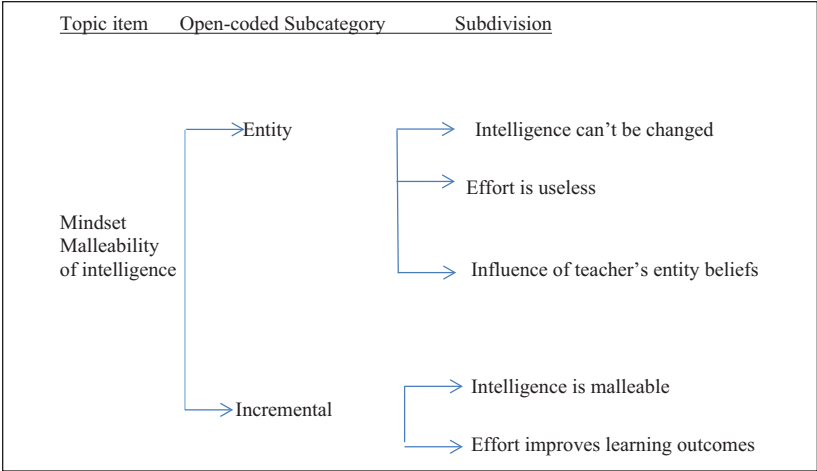 Topic item Open-coded Subcategory Subdivision
Entity
Intelligence can’t be changed
Effort is useless
Mindset
Malleability
of intelligence
Influence of teacher’s entity beliefs
Incremental
Intelligence is malleable
Effort improves learning outcomes